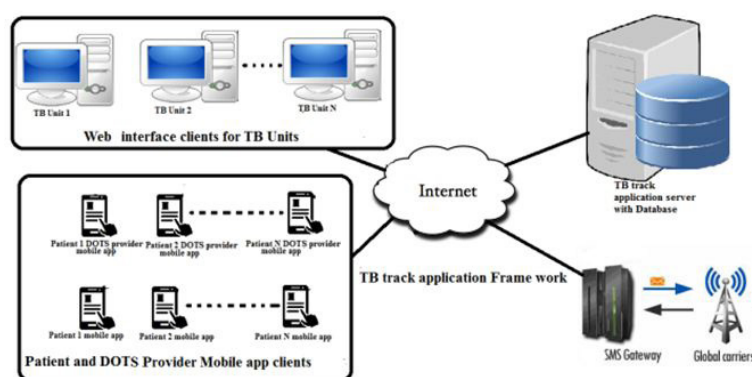 TB Unit 1
TB Unit 2
TB Unit N
Web interface clients for TB Units
Internet
TB track
application server
with Database
Patient 1 DOTS provider
mobile app
Patient 2 DOTS provider
mobile app
Patient N DOTS provider
mobile app
TB track application Frame work
Patient 1 mobile app
Patient 2 mobile app
Patient N mobile app
Patient and DOTS Provider Mobile app clients
SMS Gateway
Global carriers